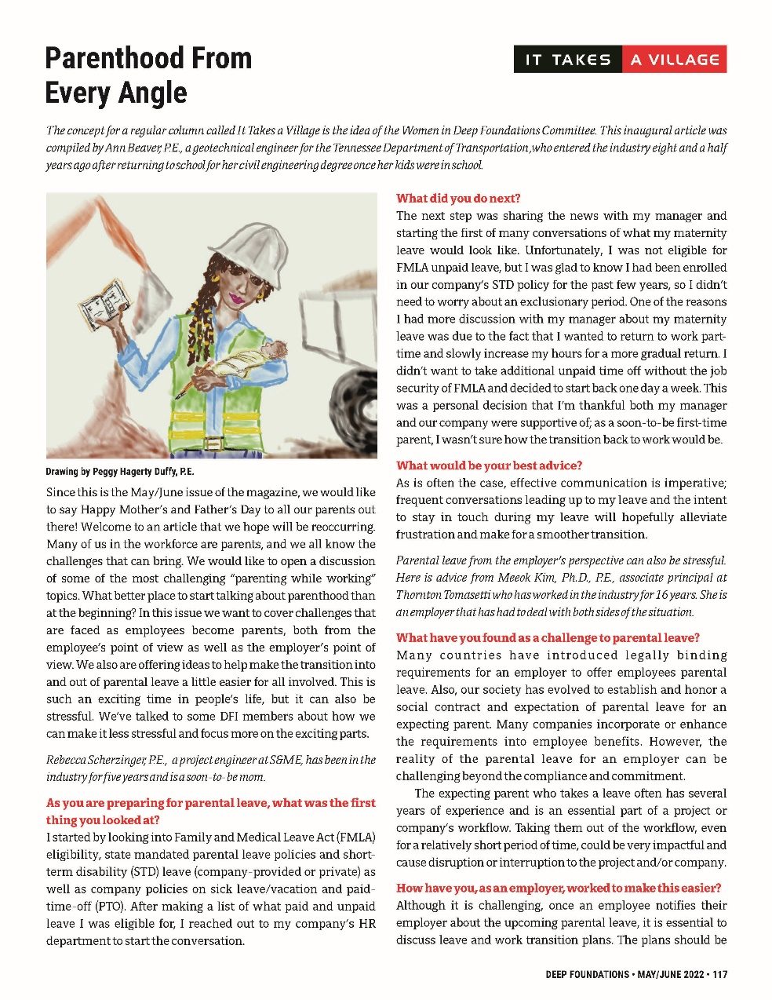 Parenthood From
Every Angle
IT TAKES A VILLAGE
The concept for a regular column called It Takes a Village is the idea of the Women in Deep Foundations Committee. This inaugural article was
compiled by Ann Beaver, P.E., a geotechnical engineer for the Tennessee Department of Transportation,who entered the industry eight and a half
years ago after returning to school for her civil engineering degree once her kids were in school.
Drawing by Peggy Hagerty Duffy, P.E.
Since this is the May/June issue of the magazine, we would like
to say Happy Mother's and Father's Day to all our parents out
there! Welcome to an article that we hope will be reoccurring.
Many of us in the workforce are parents, and we all know the
challenges that can bring. We would like to open a discussion
of some of the most challenging "parenting while working"
topics. What better place to start talking about parenthood than
at the beginning? In this issue we want to cover challenges that
are faced as employees become parents, both from the
employee's point of view as well as the employer's point of
view. We also are offering ideas to help make the transition into
and out of parental leave a little easier for all involved. This is
such an exciting time in people's life, but it can also be
stressful. We've talked to some DFI members about how we
can make it less stressful and focus more on the exciting parts.
Rebecca Scherzinger, P.E., a project engineer at S&ME, has been in the
industry for five years and is a soon-to-be mom.
As you are preparing for parental leave, what was the first
thing you looked at?
I started by looking into Family and Medical Leave Act (FMLA)
eligibility, state mandated parental leave policies and short-
term disability (STD) leave (company-provided or private) as
well as company policies on sick leave/vacation and paid-
time-off (PTO). After making a list of what paid and unpaid
leave I was eligible for, I reached out to my company's HR
department to start the conversation.
What did you do next?
The next step was sharing the news with my manager and
starting the first of many conversations of what my maternity
leave would look like. Unfortunately, I was not eligible for
FMLA unpaid leave, but I was glad to know I had been enrolled
in our company's STD policy for the past few years, so I didn't
need to worry about an exclusionary period. One of the reasons
I had more discussion with my manager about my maternity
leave was due to the fact that I wanted to return to work part-
time and slowly increase my hours for a more gradual return. I
didn't want to take additional unpaid time off without the job
security of FMLA and decided to start back one day a week. This
was a personal decision that I'm thankful both my manager
and our company were supportive of; as a soon-to-be first-time
parent, I wasn't sure how the transition back to work would be.
What would be your best advice?
As is often the case, effective communication is imperative;
frequent conversations leading up to my leave and the intent
to stay in touch during my leave will hopefully alleviate
frustration and make for a smoother transition.
Parental leave from the employer's perspective can also be stressful.
Here is advice from Meeok Kim, Ph.D., P.E., associate principal at
Thornton Tomasetti who has worked in the industry for 16 years. She is
an employer that has had to deal with both sides of the situation.
What have you found as a challenge to parental leave?
Many countries have introduced legally binding
requirements for an employer to offer employees parental
leave. Also, our society has evolved to establish and honor a
social contract and expectation of parental leave for an
expecting parent. Many companies incorporate or enhance
the requirements into employee benefits. However, the
reality of the parental leave for an employer can be
challenging beyond the compliance and commitment.
The expecting parent who takes a leave often has several
years of experience and is an essential part of a project or
company's workflow. Taking them out of the workflow, even
for a relatively short period of time, could be very impactful and
cause disruption or interruption to the project and/or company.
How have you, as an employer, worked to make this easier?
Although it is challenging, once an employee notifies their
employer about the upcoming parental leave, it is essential to
discuss leave and work transition plans. The plans should be
DEEP FOUNDATIONS • MAY/JUNE 2022 • 117